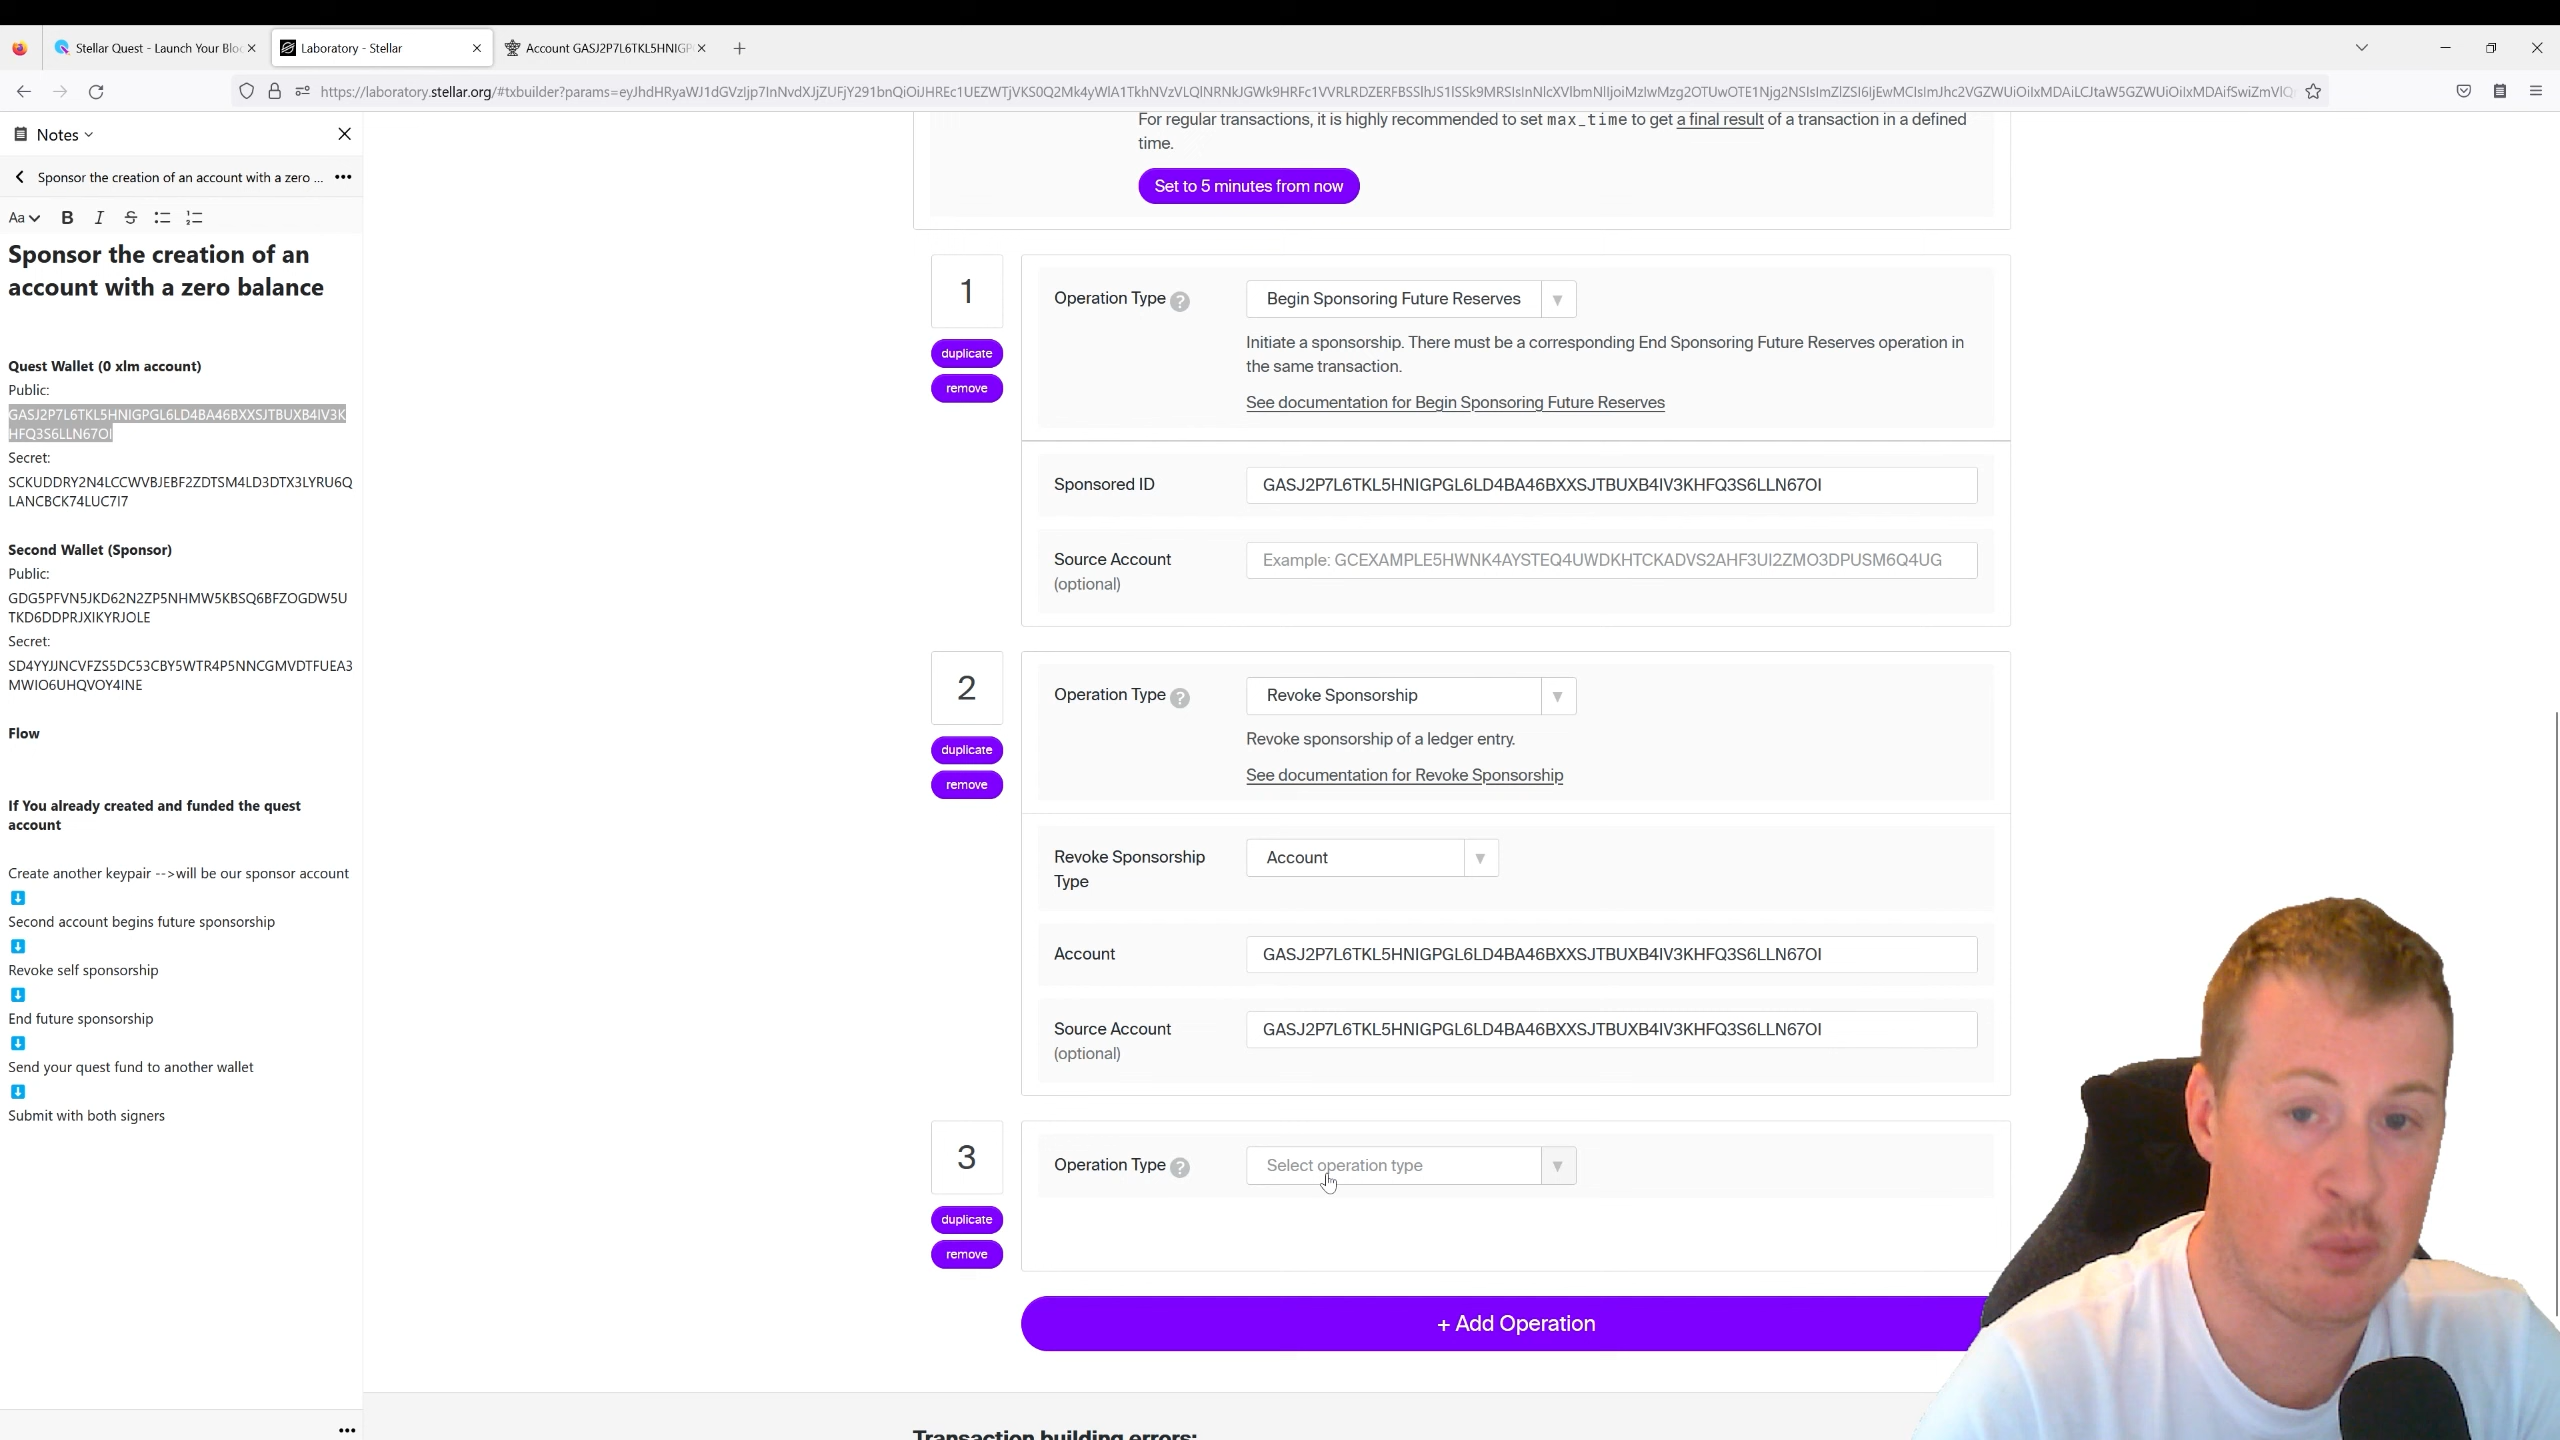 Stellar Quest - Launch Your Bloc
Laboratory - Stellar
Account GASJ2P7L6TKL5HNIGP
Notes
Sponsor the creation of an account with a zero ...
Aa
B
I
S
Sponsor the creation of an
account with a zero balance
Quest Wallet (0 xlm account)
Public:
GASJ2P7L6TKL5HNIGPGL6LD4BA46BXXSJTBUXB4IV3K
HFQ3S6LLN67OI
Secret:
SCKUDDRY2N4LCCWVBJEBF2ZDTSM4LD3DTX3LYRU6Q
LANCBCK74LUC7I7
Second Wallet (Sponsor)
Public:
GDG5PFVN5JKD62N2ZP5NHMW5KBSQ6BFZOGDW5U
TKD6DDPRJXIKYRJOLE
Secret:
SD4YYJJNCVFZS5DC53CBY5WTR4P5NNCGMVDTFUEA3
MWIO6UHQVOY4INE
Flow
If You already created and funded the quest
account
Create another keypair -->will be our sponsor account
Second account begins future sponsorship
Revoke self sponsorship
End future sponsorship
Send your quest fund to another wallet
Submit with both signers
For regular transactions, it is highly recommended to set max_time to get a final result of a transaction in a defined
time.
Set to 5 minutes from now
1
duplicate
remove
Operation Type ?
Begin Sponsoring Future Reserves
Initiate a sponsorship. There must be a corresponding End Sponsoring Future Reserves operation in
the same transaction.
See documentation for Begin Sponsoring Future Reserves
Sponsored ID
GASJ2P7L6TKL5HNIGPGL6LD4BA46BXXSJTBUXB4IV3KHFQ3S6LLN67OI
Source Account
(optional)
Example: GCEXAMPLE5HWNK4AYSTEQ4UWDKHTCKADVS2AHF3UI2ZMO3DPUSM6Q4UG
2
duplicate
remove
Operation Type ?
Revoke Sponsorship
Revoke sponsorship of a ledger entry.
See documentation for Revoke Sponsorship
Revoke Sponsorship
Type
Account
Account
GASJ2P7L6TKL5HNIGPGL6LD4BA46BXXSJTBUXB4IV3KHFQ3S6LLN67OI
Source Account
(optional)
GASJ2P7L6TKL5HNIGPGL6LD4BA46BXXSJTBUXB4IV3KHFQ3S6LLN67OI
3
duplicate
remove
Operation Type ?
Select operation type
+ Add Operation
Transaction building errors: